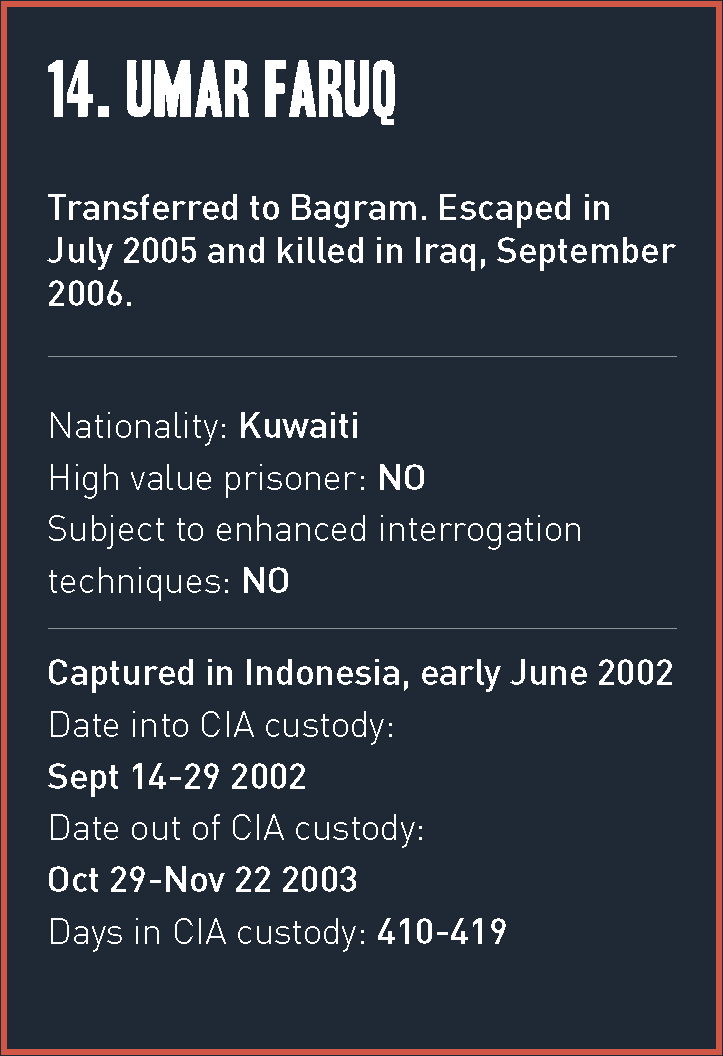 14. UMAR FARUQ
Transferred to Bagram. Escaped in
July 2005 and killed in Iraq, September
2006.
Nationality: Kuwaiti
High value prisoner: NO
Subject to enhanced interrogation
techniques: NO
Captured in Indonesia, early June 2002
Date into CIA custody:
Sept 14-29 2002
Date out of CIA custody:
Oct 29-Nov 22 2003
Days in CIA custody: 410-419